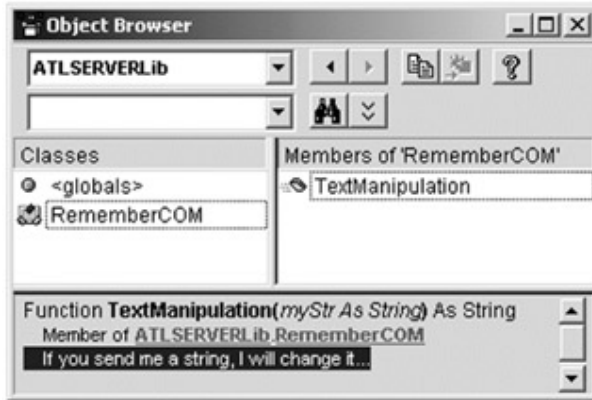 Object Browser
ATLSERVERLib
Classes
Members of 'RememberCOM'
<globals>
TextManipulation
RememberCOM
Function TextManipulation(myStr As String) As String
Member of ATLSERVERLib.RememberCOM
If you send me a string, I will change it...